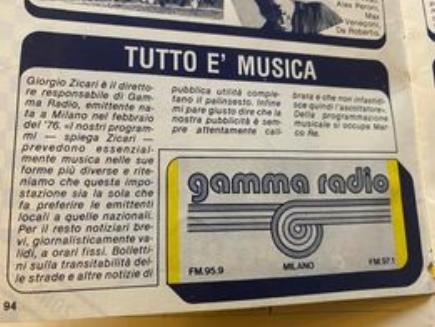 Alex Peroni,
Max
Venegoni,
De Roberto.
TUTTO E' MUSICA
Giorgio Zicari è il diretto-
re responsabile di Gam-
ma Radio, emittente na-
ta a Milano nel febbraio
del '76. «I nostri program-
mi — spiega Zicari —
prevedono essenzial-
mente musica nelle sue
forme più diverse e rite-
niamo che questa impo-
stazione sia la sola che
fa preferire le emittenti
locali a quelle nazionali.
Per il resto notiziari bre-
vi, giornalisticamente va-
lidi, a orari fissi. Bolletti-
ni sulla transitabilità del-
le strade e altre notizie di
pubblica utilità comple-
tano il palinsesto. Infine
mi pare giusto dire che la
nostra pubblicità è sem-
pre attentamente cali-
brata e che non infastidi-
sce quindi l'ascoltatore».
Della programmazione
musicale si occupa Mar-
co Re.
gamma radio
FM.95.9
MILANO
FM.97.1
94